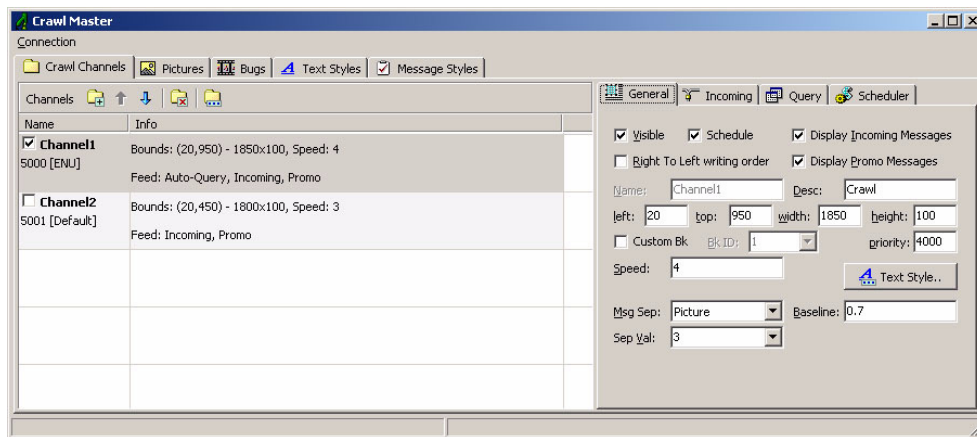 Crawl Master
Connection
Crawl Channels Pictures Bugs Text Styles Message Styles
Channels
Name Info
Channel1
5000 [ENU]
Bounds: (20,950) - 1850x100, Speed: 4
Feed: Auto-Query, Incoming, Promo
Channel2
5001 [Default]
Bounds: (20,450) - 1800x100, Speed: 3
Feed: Incoming, Promo
General Incoming Query Scheduler
Visible Schedule Display Incoming Messages
Right To Left writing order Display Promo Messages
Name: Channel1 Desc: Crawl
left: 20 top: 950 width: 1850 height: 100
Custom Bk Bk ID: 1 priority: 4000
Speed: 4 Text Style..
Msg Sep: Picture Baseline: 0.7
Sep Val: 3